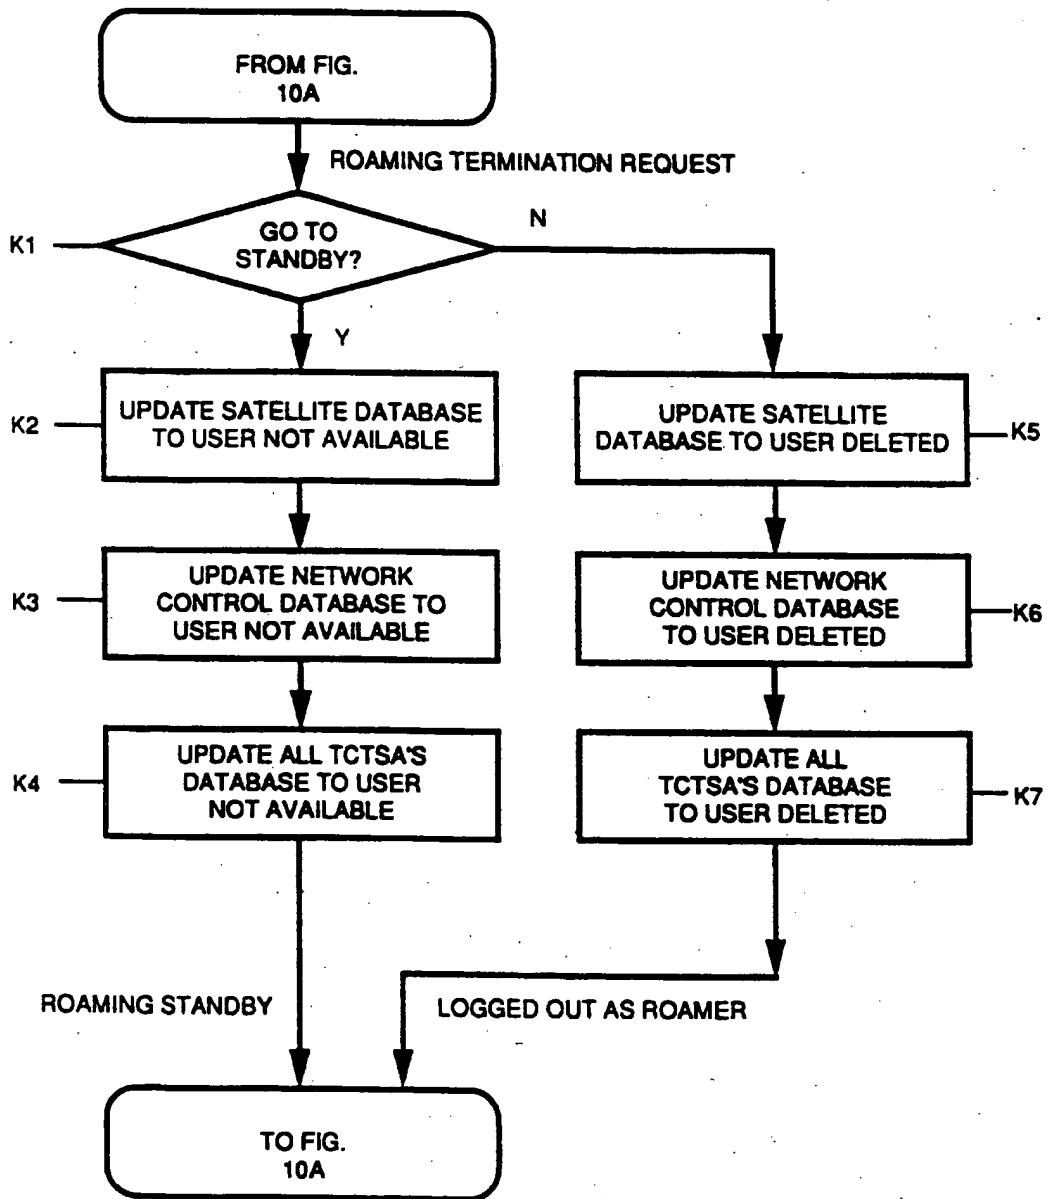 FROM FIG.
10A
ROAMING TERMINATION REQUEST
K1
GO TO
STANDBY?
N
Y
K2
UPDATE SATELLITE DATABASE
TO USER NOT AVAILABLE
UPDATE SATELLITE
DATABASE TO USER DELETED
K5
K3
UPDATE NETWORK
CONTROL DATABASE TO
USER NOT AVAILABLE
UPDATE NETWORK
CONTROL DATABASE
TO USER DELETED
K6
K4
UPDATE ALL TCTSA'S
DATABASE TO USER
NOT AVAILABLE
UPDATE ALL
TCTSA'S DATABASE
TO USER DELETED
K7
ROAMING STANDBY
LOGGED OUT AS ROAMER
TO FIG.
10A